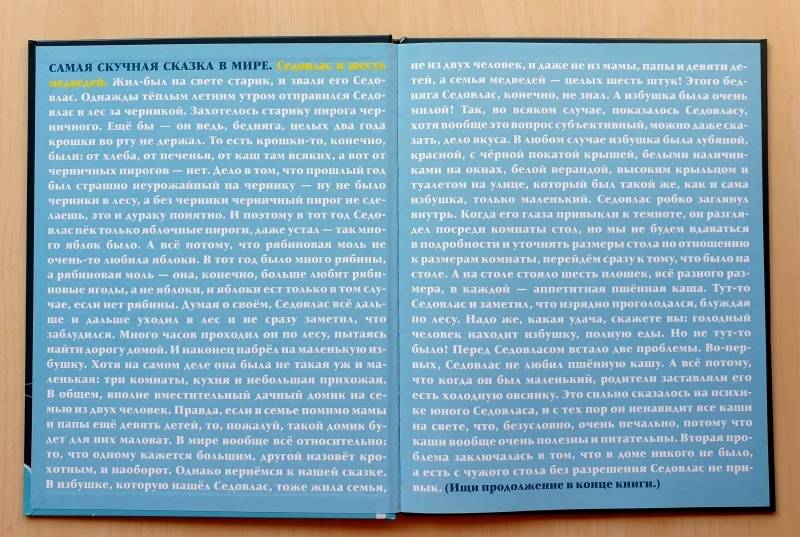 САМАЯ СКУЧНАЯ СКАЗКА В МИРЕ. Седовлас и шесть
медведей. Жил-был на свете старик, и звали его Седо-
влас. Однажды тёплым летним утром отправился Седо-
влас в лес за черникой. Захотелось старику пирога чер-
ничного. Ещё бы — он ведь, бедняга, целых два года
крошки во рту не держал. То есть крошки-то, конечно,
были: от хлеба, от печенья, от каш там всяких, а вот от
черничных пирогов — нет. Дело в том, что прошлый год
был страшно неурожайный на чернику — ну не было
черники в лесу, а без черники черничный пирог не сде-
лаешь, это и дураку понятно. И поэтому в тот год Седо-
влас пёк только яблочные пироги, даже устал — так мно-
го яблок было. А всё потому, что рябиновая моль не
очень-то любила яблоки. В тот год было много рябины,
а рябиновая моль — она, конечно, больше любит ряби-
новые ягоды, а не яблоки, и яблоки ест только в том слу-
чае, если нет рябины. Думая о своём, Седовлас всё даль-
ше и дальше уходил в лес и не сразу заметил, что
заблудился. Много часов проходил он по лесу, пытаясь
найти дорогу домой. И наконец набрёл на маленькую из-
бушку. Хотя на самом деле она была не такая уж и ма-
ленькая: три комнаты, кухня и небольшая прихожая.
В общем, вполне вместительный дачный домик на се-
мью из двух человек. Правда, если в семье помимо мамы
и папы ещё девять детей, то, пожалуй, такой домик бу-
дет для них маловат. В мире вообще всё относительно:
то, что одному кажется большим, другой назовёт кро-
хотным, и наоборот. Однако вернёмся к нашей сказке.
В избушке, которую нашёл Седовлас, тоже жила семья,
не из двух человек, и даже не из мамы, папы и девяти де-
тей, а семья медведей — целых шесть штук! Этого бед-
няга Седовлас, конечно, не знал. А избушка была очень
милой! Так, во всяком случае, показалось Седовласу,
хотя вообще это вопрос субъективный, можно даже ска-
зать, дело вкуса. В любом случае избушка была лубяной,
красной, с чёрной покатой крышей, белыми налични-
ками на окнах, белой верандой, высоким крыльцом и
туалетом на улице, который был такой же, как и сама
избушка, только маленький. Седовлас робко заглянул
внутрь. Когда его глаза привыкли к темноте, он разгля-
дел посреди комнаты стол, но мы не будем вдаваться
в подробности и уточнять размеры стола по отношению
к размерам комнаты, перейдём сразу к тому, что было на
столе. А на столе стояло шесть плошек, всё разного раз-
мера, в каждой — аппетитная пшённая каша. Тут-то
Седовлас и заметил, что изрядно проголодался, блуждая
по лесу. Надо же, какая удача, скажете вы: голодный
человек находит избушку, полную еды. Но не тут-то
было! Перед Седовласом встало две проблемы. Во-пер-
вых, Седовлас не любил пшённую кашу. А всё потому,
что когда он был маленький, родители заставляли его
есть холодную овсянку. Это сильно сказалось на психи-
ке юного Седовласа, и с тех пор он ненавидит все каши
на свете, что, безусловно, очень печально, потому что
каши вообще очень полезны и питательны. Вторая про-
блема заключалась в том, что в доме никого не было,
а есть с чужого стола без разрешения Седовлас не при-
вык. (Ищи продолжение в конце книги.)